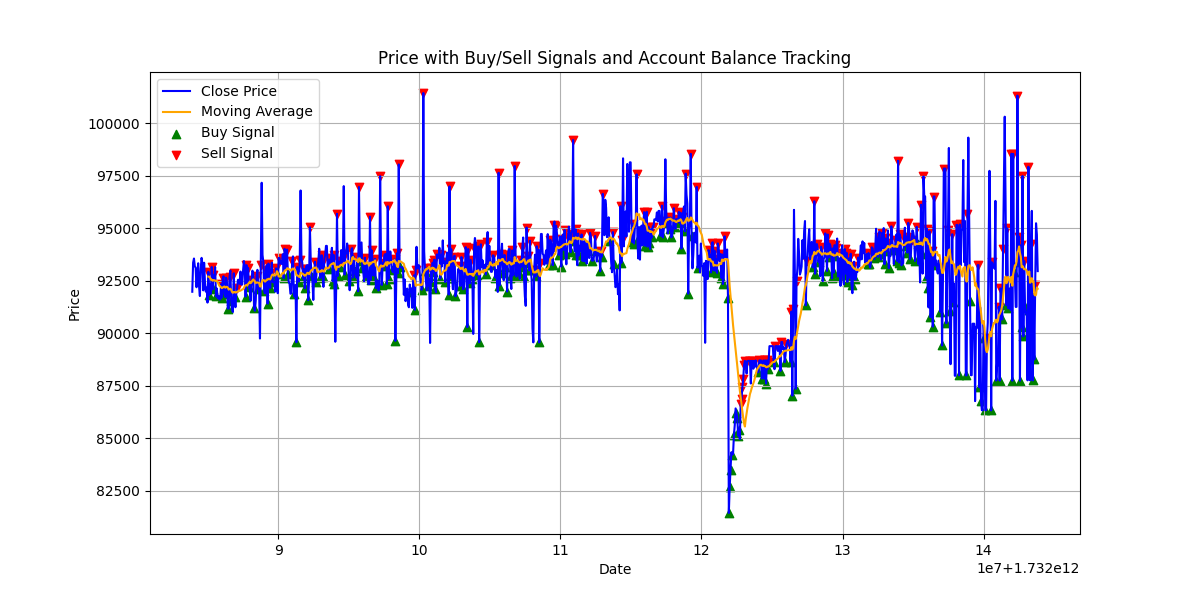 Price with Buy/Sell Signals and Account Balance Tracking
Close Price
Moving Average
Buy Signal
Sell Signal
100000
97500
95000
92500
90000
87500
85000
82500
Price
9 10 11 12 13 14
1e7+1.732e12
Date